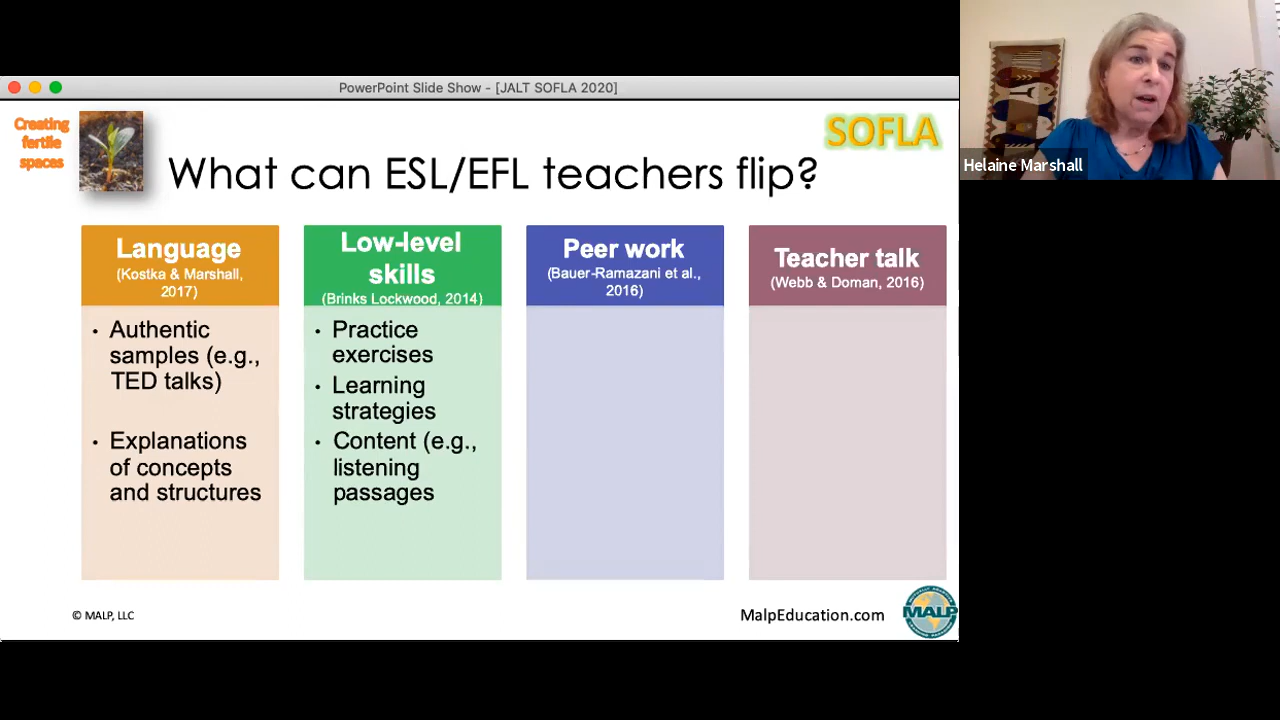 PowerPoint Slide Show - [JALT SOFLA 2020]
Creating
fertile
spaces
SOFLA
What can ESL/EFL teachers flip?
Helaine Marshall
Language
(Kostka & Marshall,
2017)
• Authentic
samples (e.g.,
TED talks)
• Explanations
of concepts
and structures
Low-level
skills
(Brinks Lockwood, 2014)
• Practice
exercises
• Learning
strategies
• Content (e.g.,
listening
passages
Peer work
(Bauer-Ramazani et al.,
2016)
Teacher talk
(Webb & Doman, 2016)
© MALP, LLC
MalpEducation.com
MALP